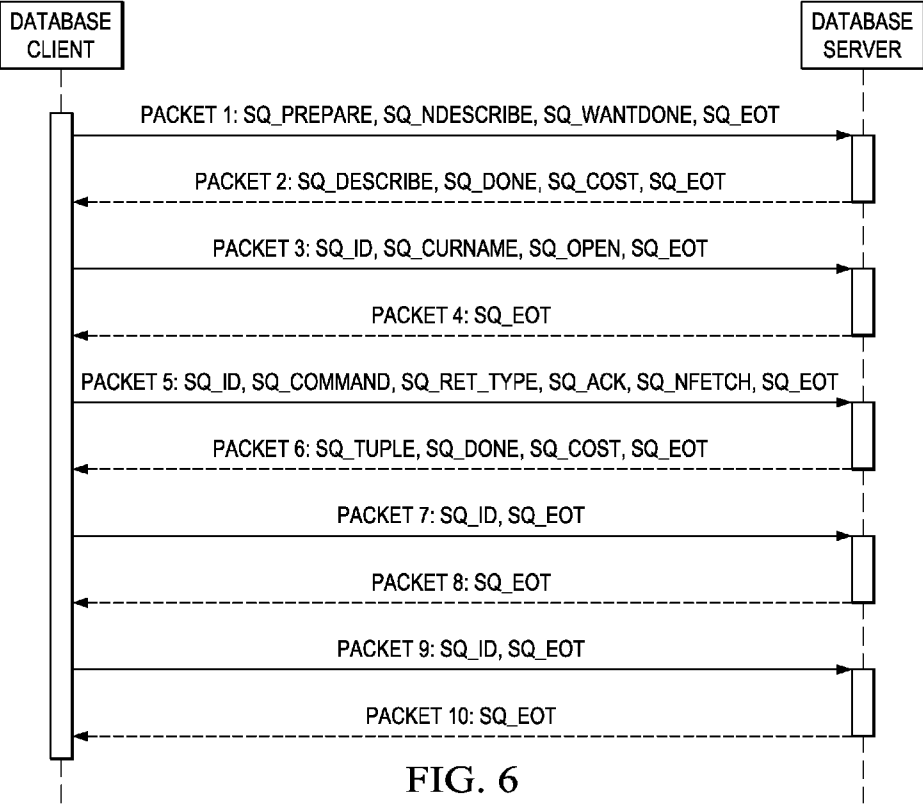 DATABASE
CLIENT
DATABASE
SERVER
PACKET 1: SQ_PREPARE, SQ_NDESCRIBE, SQ_WANTDONE, SQ_EOT
PACKET 2: SQ_DESCRIBE, SQ_DONE, SQ_COST, SQ_EOT
PACKET 3: SQ_ID, SQ_CURNAME, SQ_OPEN, SQ_EOT
PACKET 4: SQ_EOT
PACKET 5: SQ_ID, SQ_COMMAND, SQ_RET_TYPE, SQ_ACK, SQ_NFETCH, SQ_EOT
PACKET 6: SQ_TUPLE, SQ_DONE, SQ_COST, SQ_EOT
PACKET 7: SQ_ID, SQ_EOT
PACKET 8: SQ_EOT
PACKET 9: SQ_ID, SQ_EOT
PACKET 10: SQ_EOT
FIG. 6